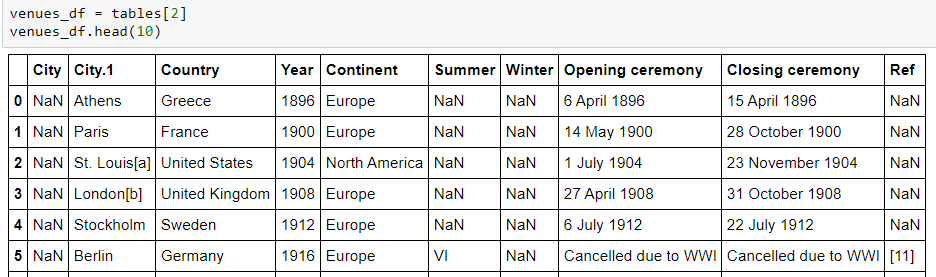 venues_df = tables[2]
venues_df.head(10)
City City.1 Country Year Continent Summer Winter Opening ceremony Closing ceremony Ref
0 NaN Athens Greece 1896 Europe NaN NaN 6 April 1896 15 April 1896 NaN
1 NaN Paris France 1900 Europe NaN NaN 14 May 1900 28 October 1900 NaN
2 NaN St. Louis[a] United States 1904 North America NaN NaN 1 July 1904 23 November 1904 NaN
3 NaN London[b] United Kingdom 1908 Europe NaN NaN 27 April 1908 31 October 1908 NaN
4 NaN Stockholm Sweden 1912 Europe NaN NaN 6 July 1912 22 July 1912 NaN
5 NaN Berlin Germany 1916 Europe VI NaN Cancelled due to WWI Cancelled due to WWI [11]